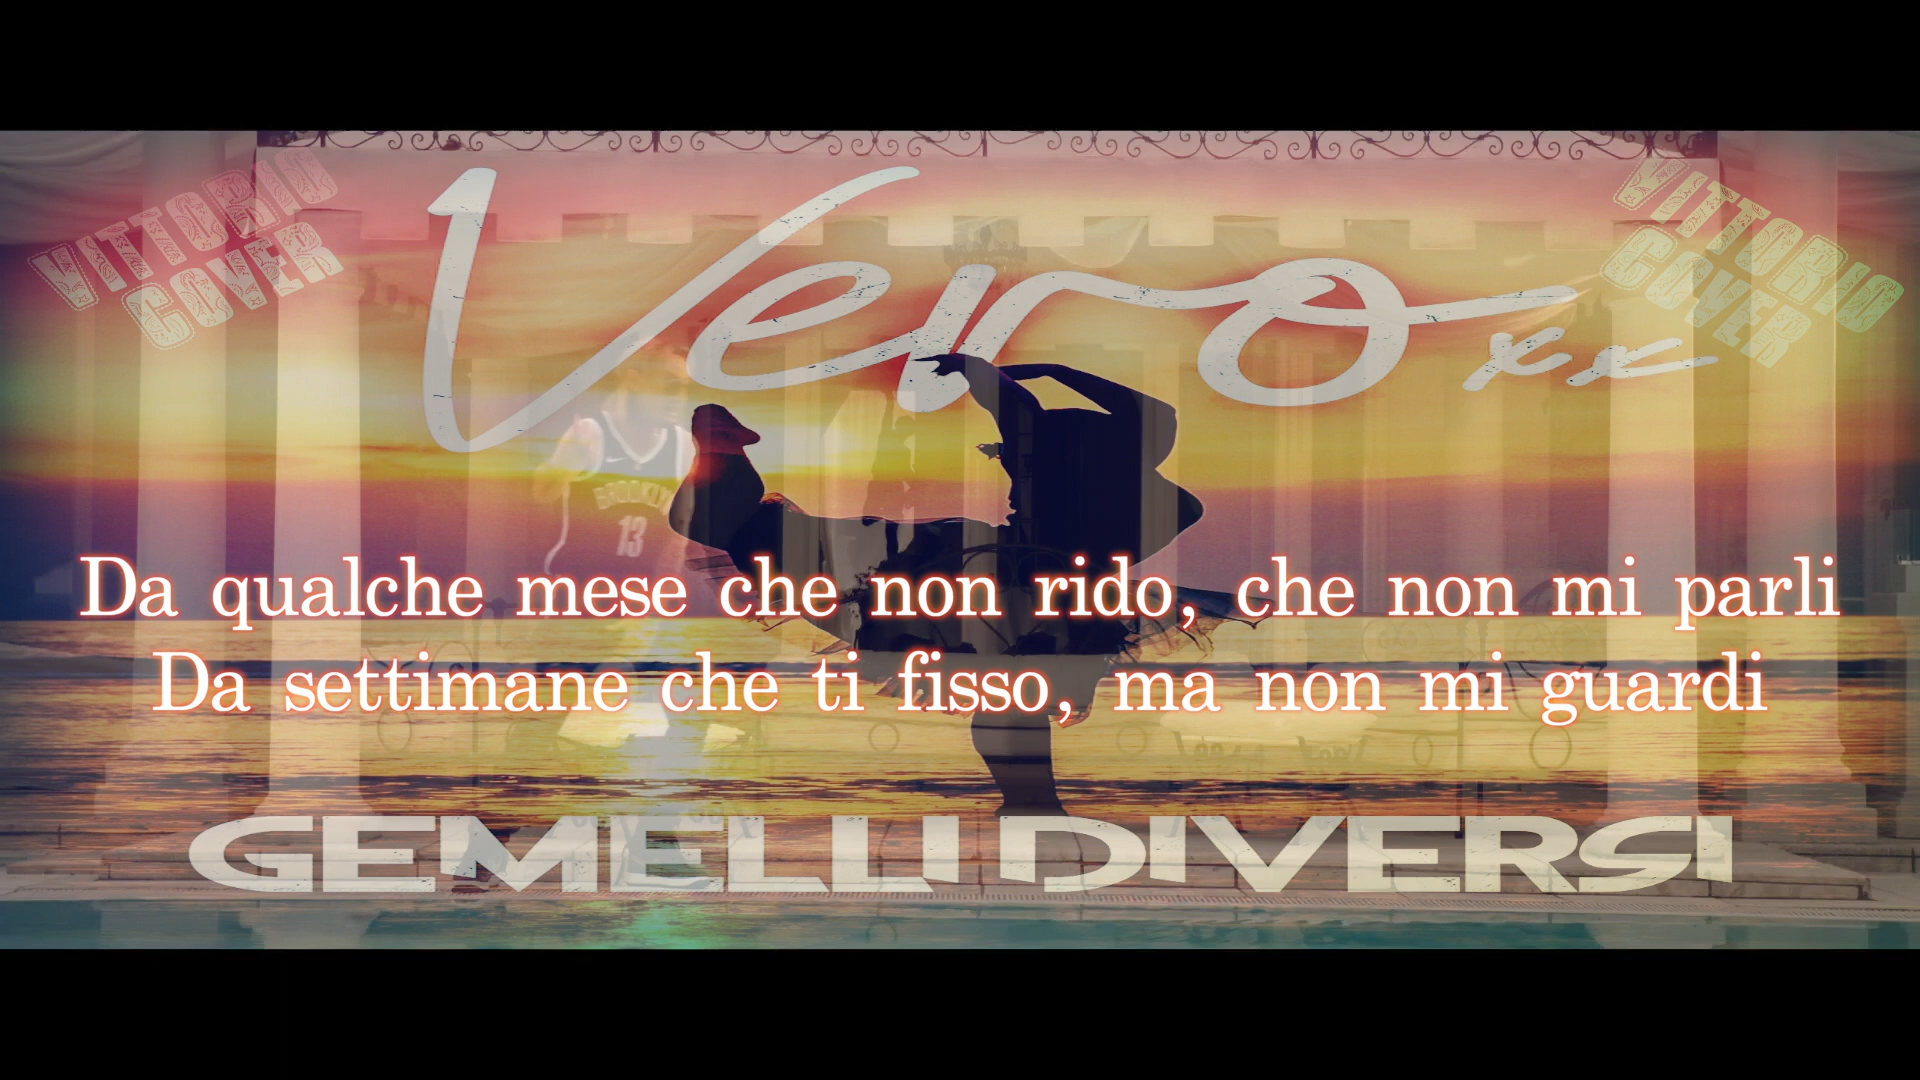 VITTORIO
COVER
Vero xx
VITTORIO
COVER
BROOKLYN
13
Da qualche mese che non rido, che non mi parli
Da settimane che ti fisso, ma non mi guardi
GEMELLI DIVERSI